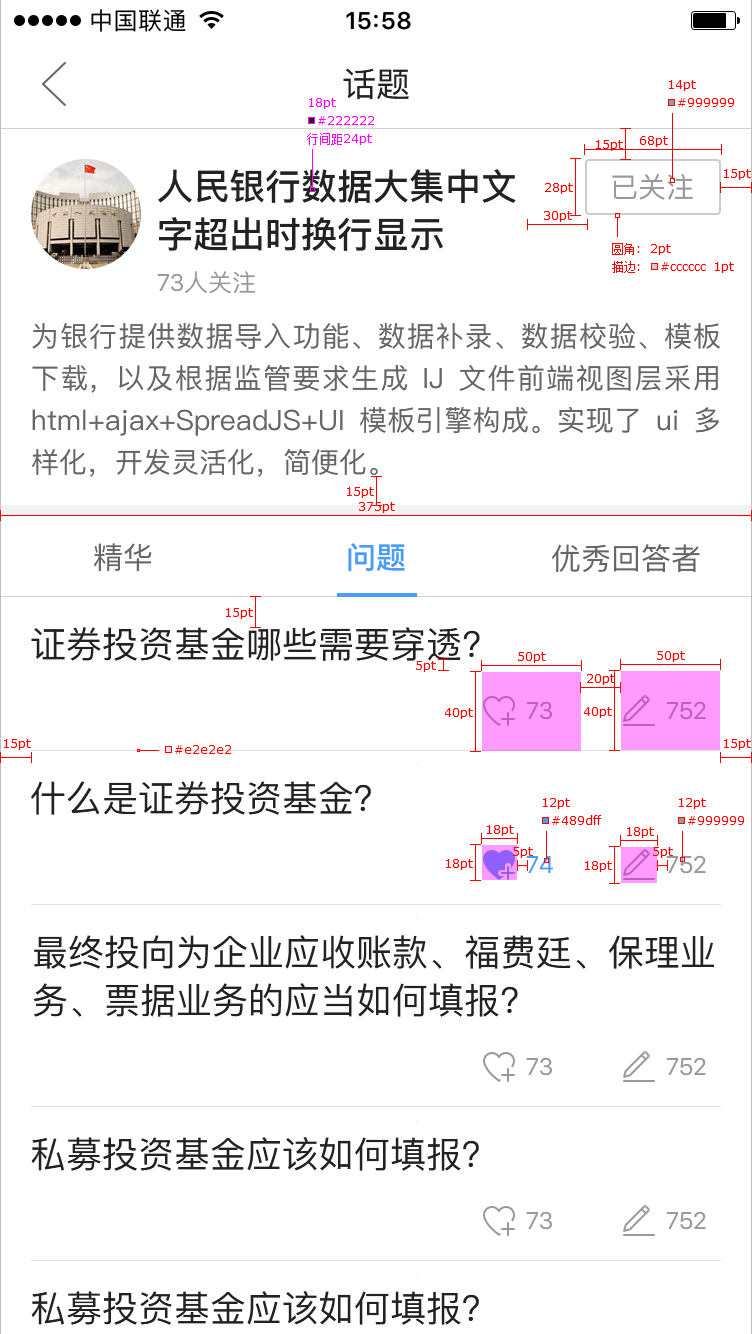 中国联通 15:58
话题
18pt
#222222
行间距24pt
14pt
#999999
15pt 68pt
15pt
28pt
30pt
人民银行数据大集中文
字超出时换行显示
已关注
圆角: 2pt
描边: #cccccc 1pt
73人关注
为银行提供数据导入功能、数据补录、数据校验、模板
下载，以及根据监管要求生成 IJ 文件前端视图层采用
html+ajax+SpreadJS+UI 模板引擎构成。实现了 ui 多
样化，开发灵活化，简便化。
15pt
375pt
精华 问题 优秀回答者
15pt
证券投资基金哪些需要穿透?
5pt 50pt 20pt 50pt
40pt 73 40pt 752
15pt #e2e2e2 15pt
什么是证券投资基金?
12pt 12pt
#489dff #999999
18pt 18pt
5pt 5pt
18pt 74 18pt 752
最终投向为企业应收账款、福费廷、保理业
务、票据业务的应当如何填报?
73 752
私募投资基金应该如何填报?
73 752
私募投资基金应该如何填报?